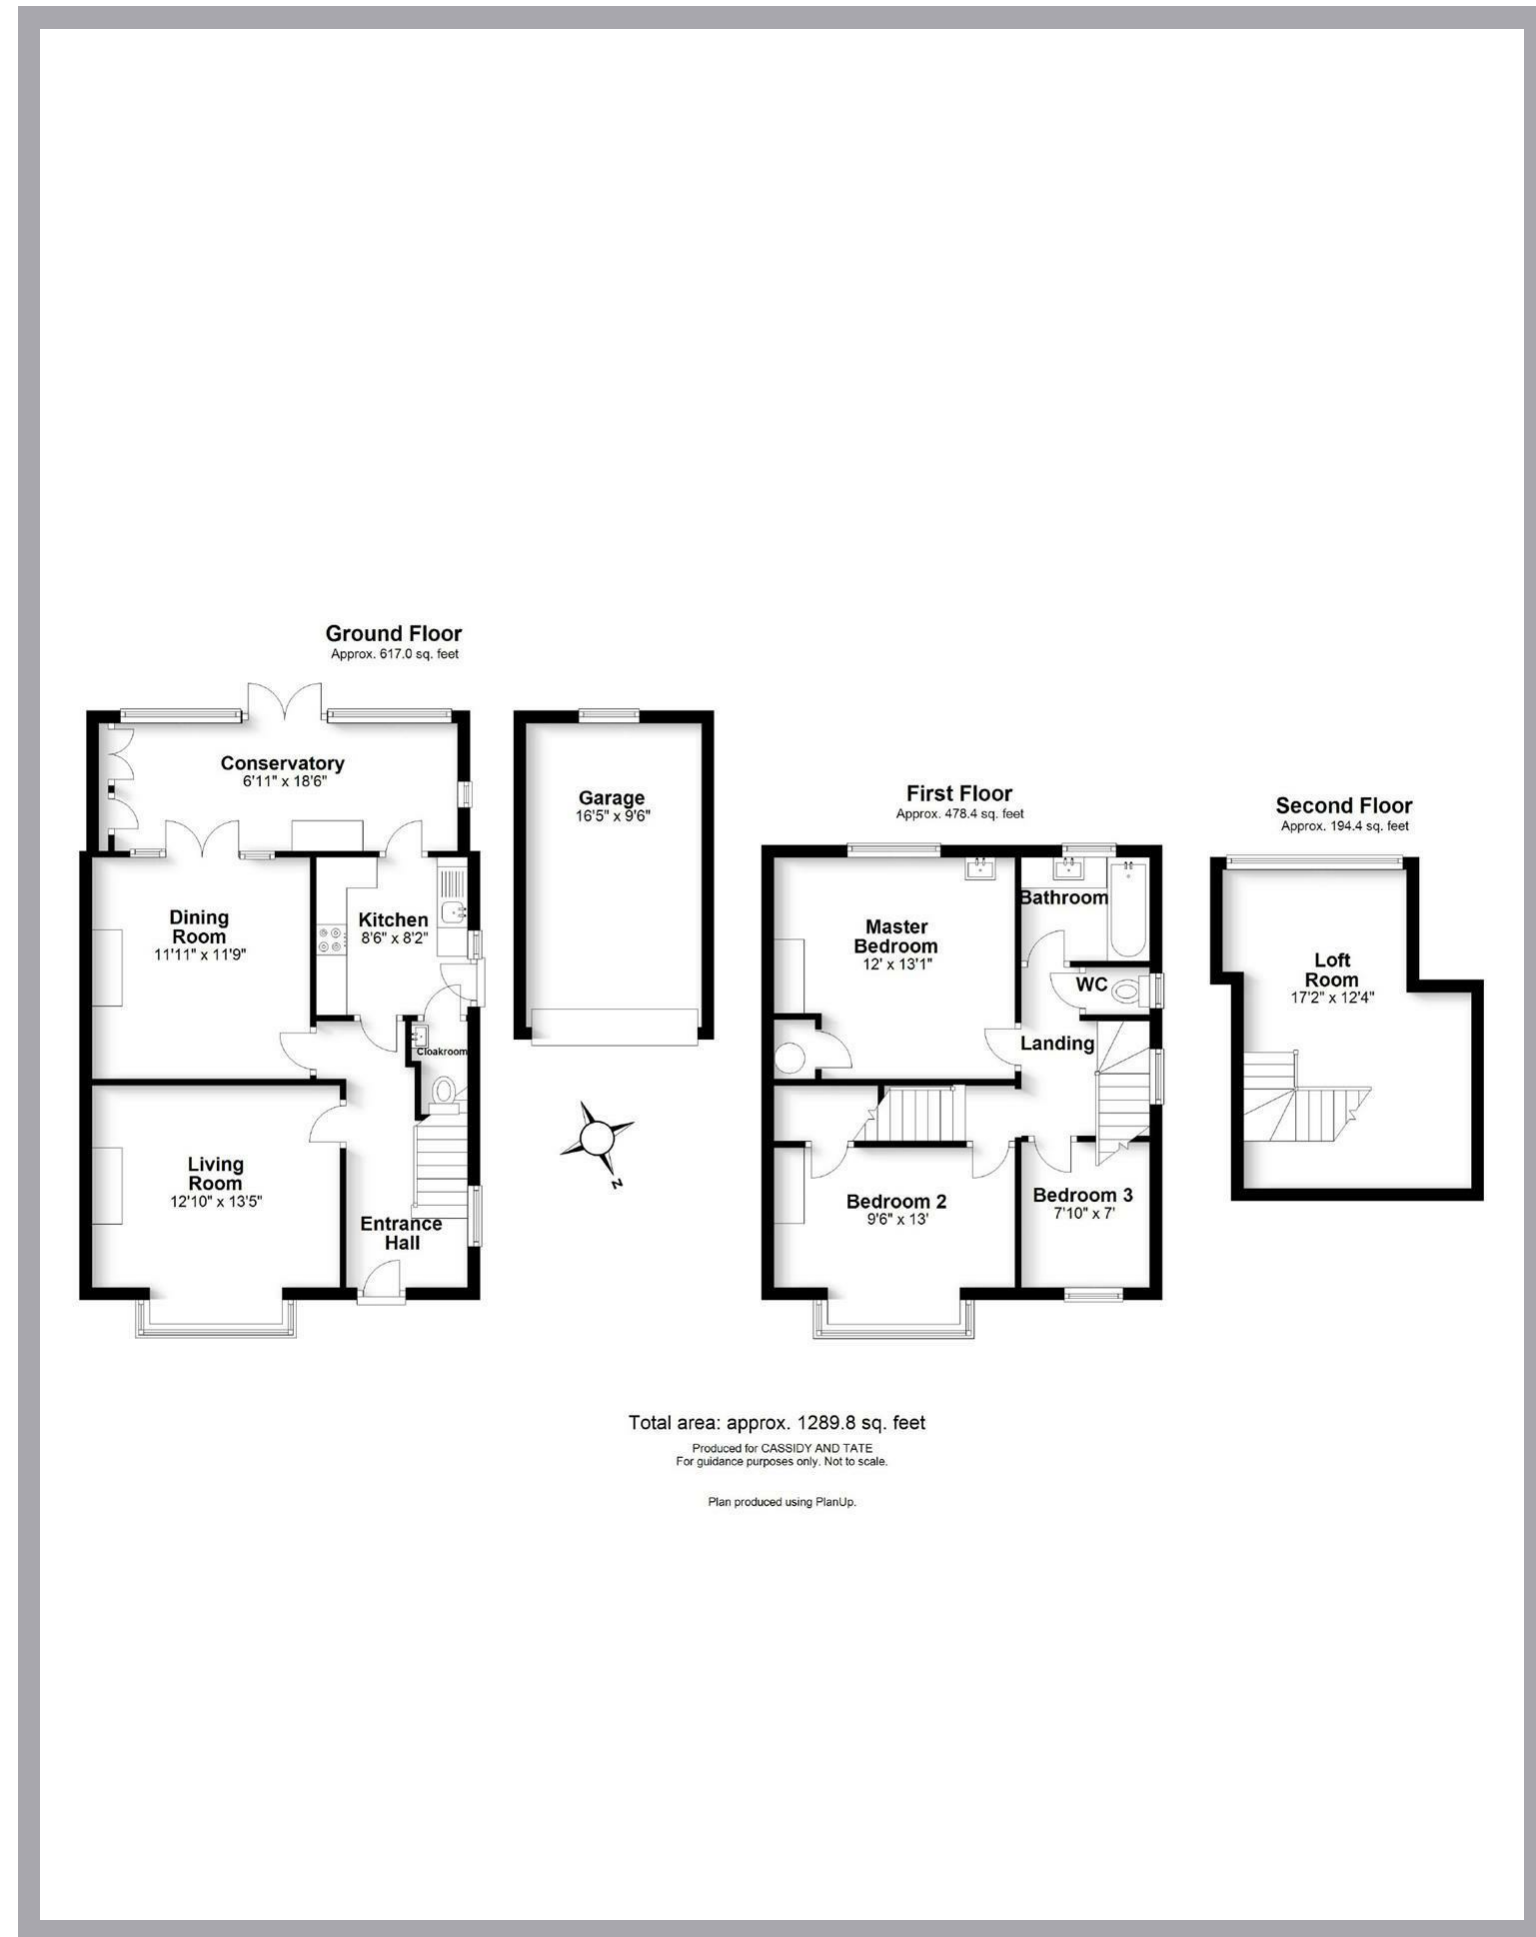 Ground Floor
Approx. 617.0 sq. feet
Conservatory
6'11" x 18'6"
Dining
Room
11'11" x 11'9"
Kitchen
8'6" x 8'2"
Cloakroom
Living
Room
12'10" x 13'5"
Entrance
Hall
Garage
16'5" x 9'6"
N
First Floor
Approx. 478.4 sq. feet
Master
Bedroom
12' x 13'1"
Bathroom
WC
Landing
Bedroom 2
9'6" x 13'
Bedroom 3
7'10" x 7'
Second Floor
Approx. 194.4 sq. feet
Loft
Room
17'2" x 12'4"
Total area: approx. 1289.8 sq. feet
Produced for CASSIDY AND TATE
For guidance purposes only. Not to scale.
Plan produced using PlanUp.